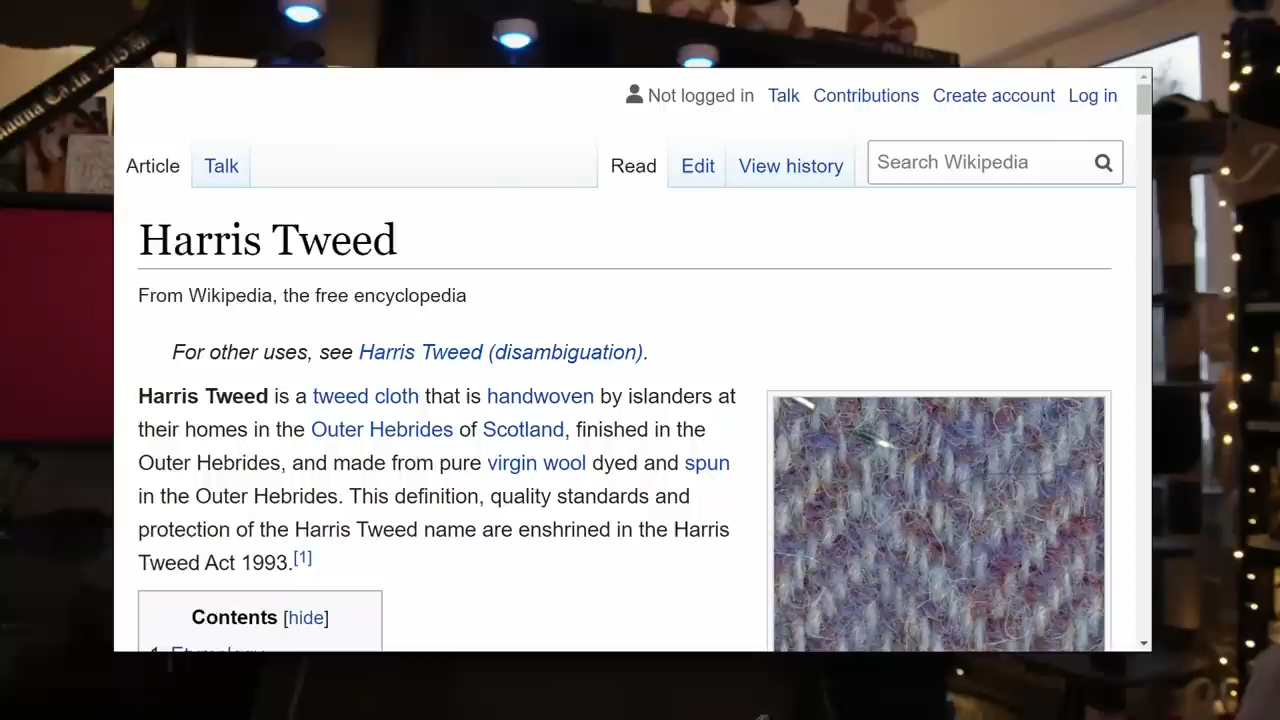 Not logged in Talk Contributions Create account Log in
Article Talk Read Edit View history Search Wikipedia
Harris Tweed
From Wikipedia, the free encyclopedia
For other uses, see Harris Tweed (disambiguation).
Harris Tweed is a tweed cloth that is handwoven by islanders at
their homes in the Outer Hebrides of Scotland, finished in the
Outer Hebrides, and made from pure virgin wool dyed and spun
in the Outer Hebrides. This definition, quality standards and
protection of the Harris Tweed name are enshrined in the Harris
Tweed Act 1993.[1]
Contents [hide]